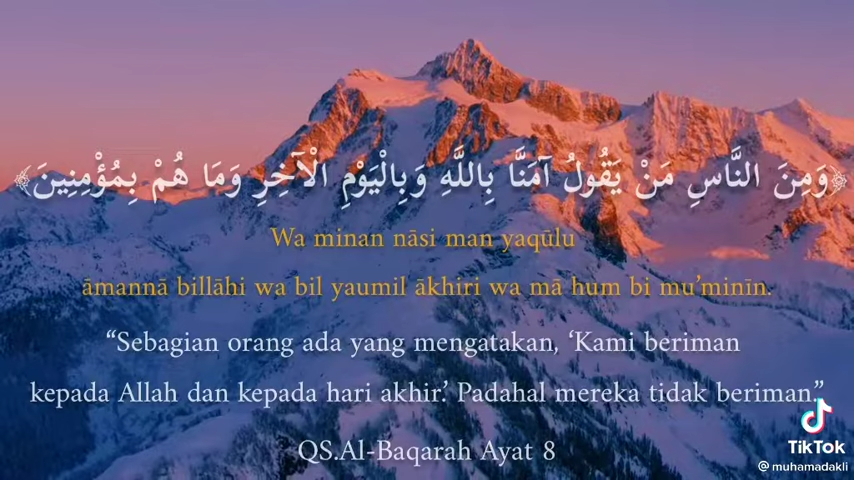 ﴿وَمِنَ النَّاسِ مَنْ يَقُولُ آمَنَّا بِاللَّهِ وَبِالْيَوْمِ الْآخِرِ وَمَا هُمْ بِمُؤْمِنِينَ﴾
Wa minan nāsi man yaqūlu
āmannā billāhi wa bil yaumil ākhiri wa mā hum bi mu’minīn.
“Sebagian orang ada yang mengatakan, ‘Kami beriman
kepada Allah dan kepada hari akhir.’ Padahal mereka tidak beriman.”
QS.Al-Baqarah Ayat 8
TikTok
@muhamadakli